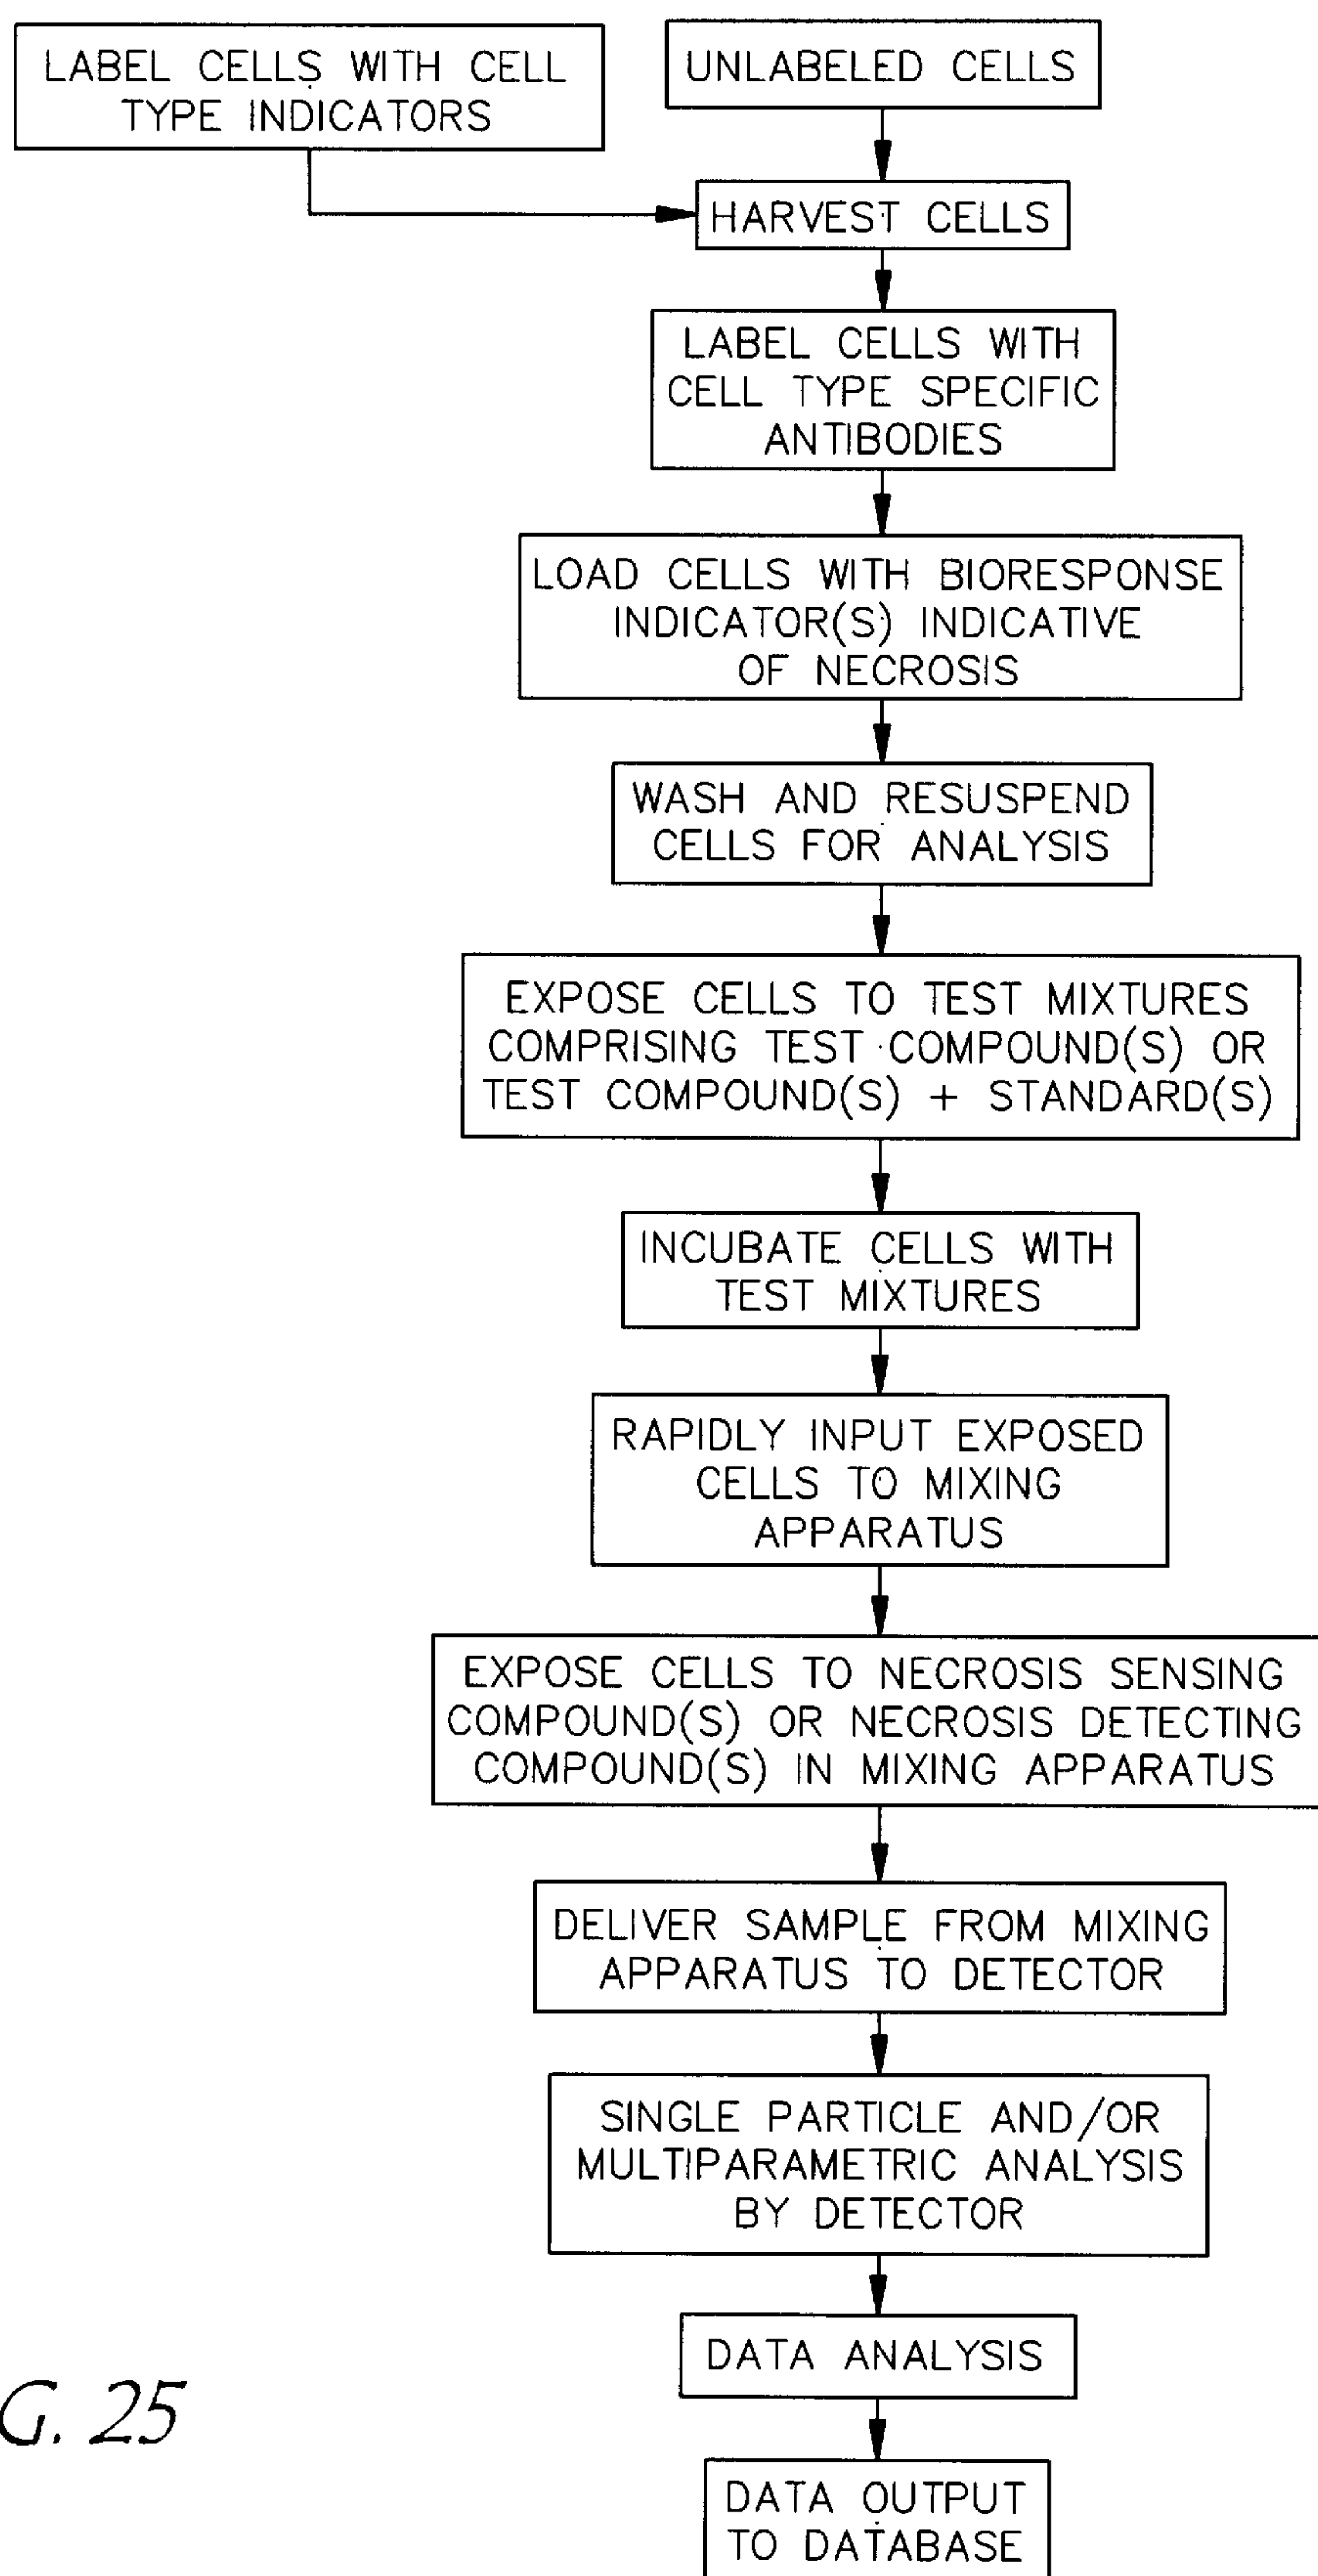 LABEL CELLS WITH CELL
TYPE INDICATORS
UNLABELED CELLS
HARVEST CELLS
LABEL CELLS WITH
CELL TYPE SPECIFIC
ANTIBODIES
LOAD CELLS WITH BIORESPONSE
INDICATOR(S) INDICATIVE
OF NECROSIS
WASH AND RESUSPEND
CELLS FOR ANALYSIS
EXPOSE CELLS TO TEST MIXTURES
COMPRISING TEST COMPOUND(S) OR
TEST COMPOUND(S) + STANDARD(S)
INCUBATE CELLS WITH
TEST MIXTURES
RAPIDLY INPUT EXPOSED
CELLS TO MIXING
APPARATUS
EXPOSE CELLS TO NECROSIS SENSING
COMPOUND(S) OR NECROSIS DETECTING
COMPOUND(S) IN MIXING APPARATUS
DELIVER SAMPLE FROM MIXING
APPARATUS TO DETECTOR
SINGLE PARTICLE AND/OR
MULTIPARAMETRIC ANALYSIS
BY DETECTOR
DATA ANALYSIS
DATA OUTPUT
TO DATABASE
G. 25